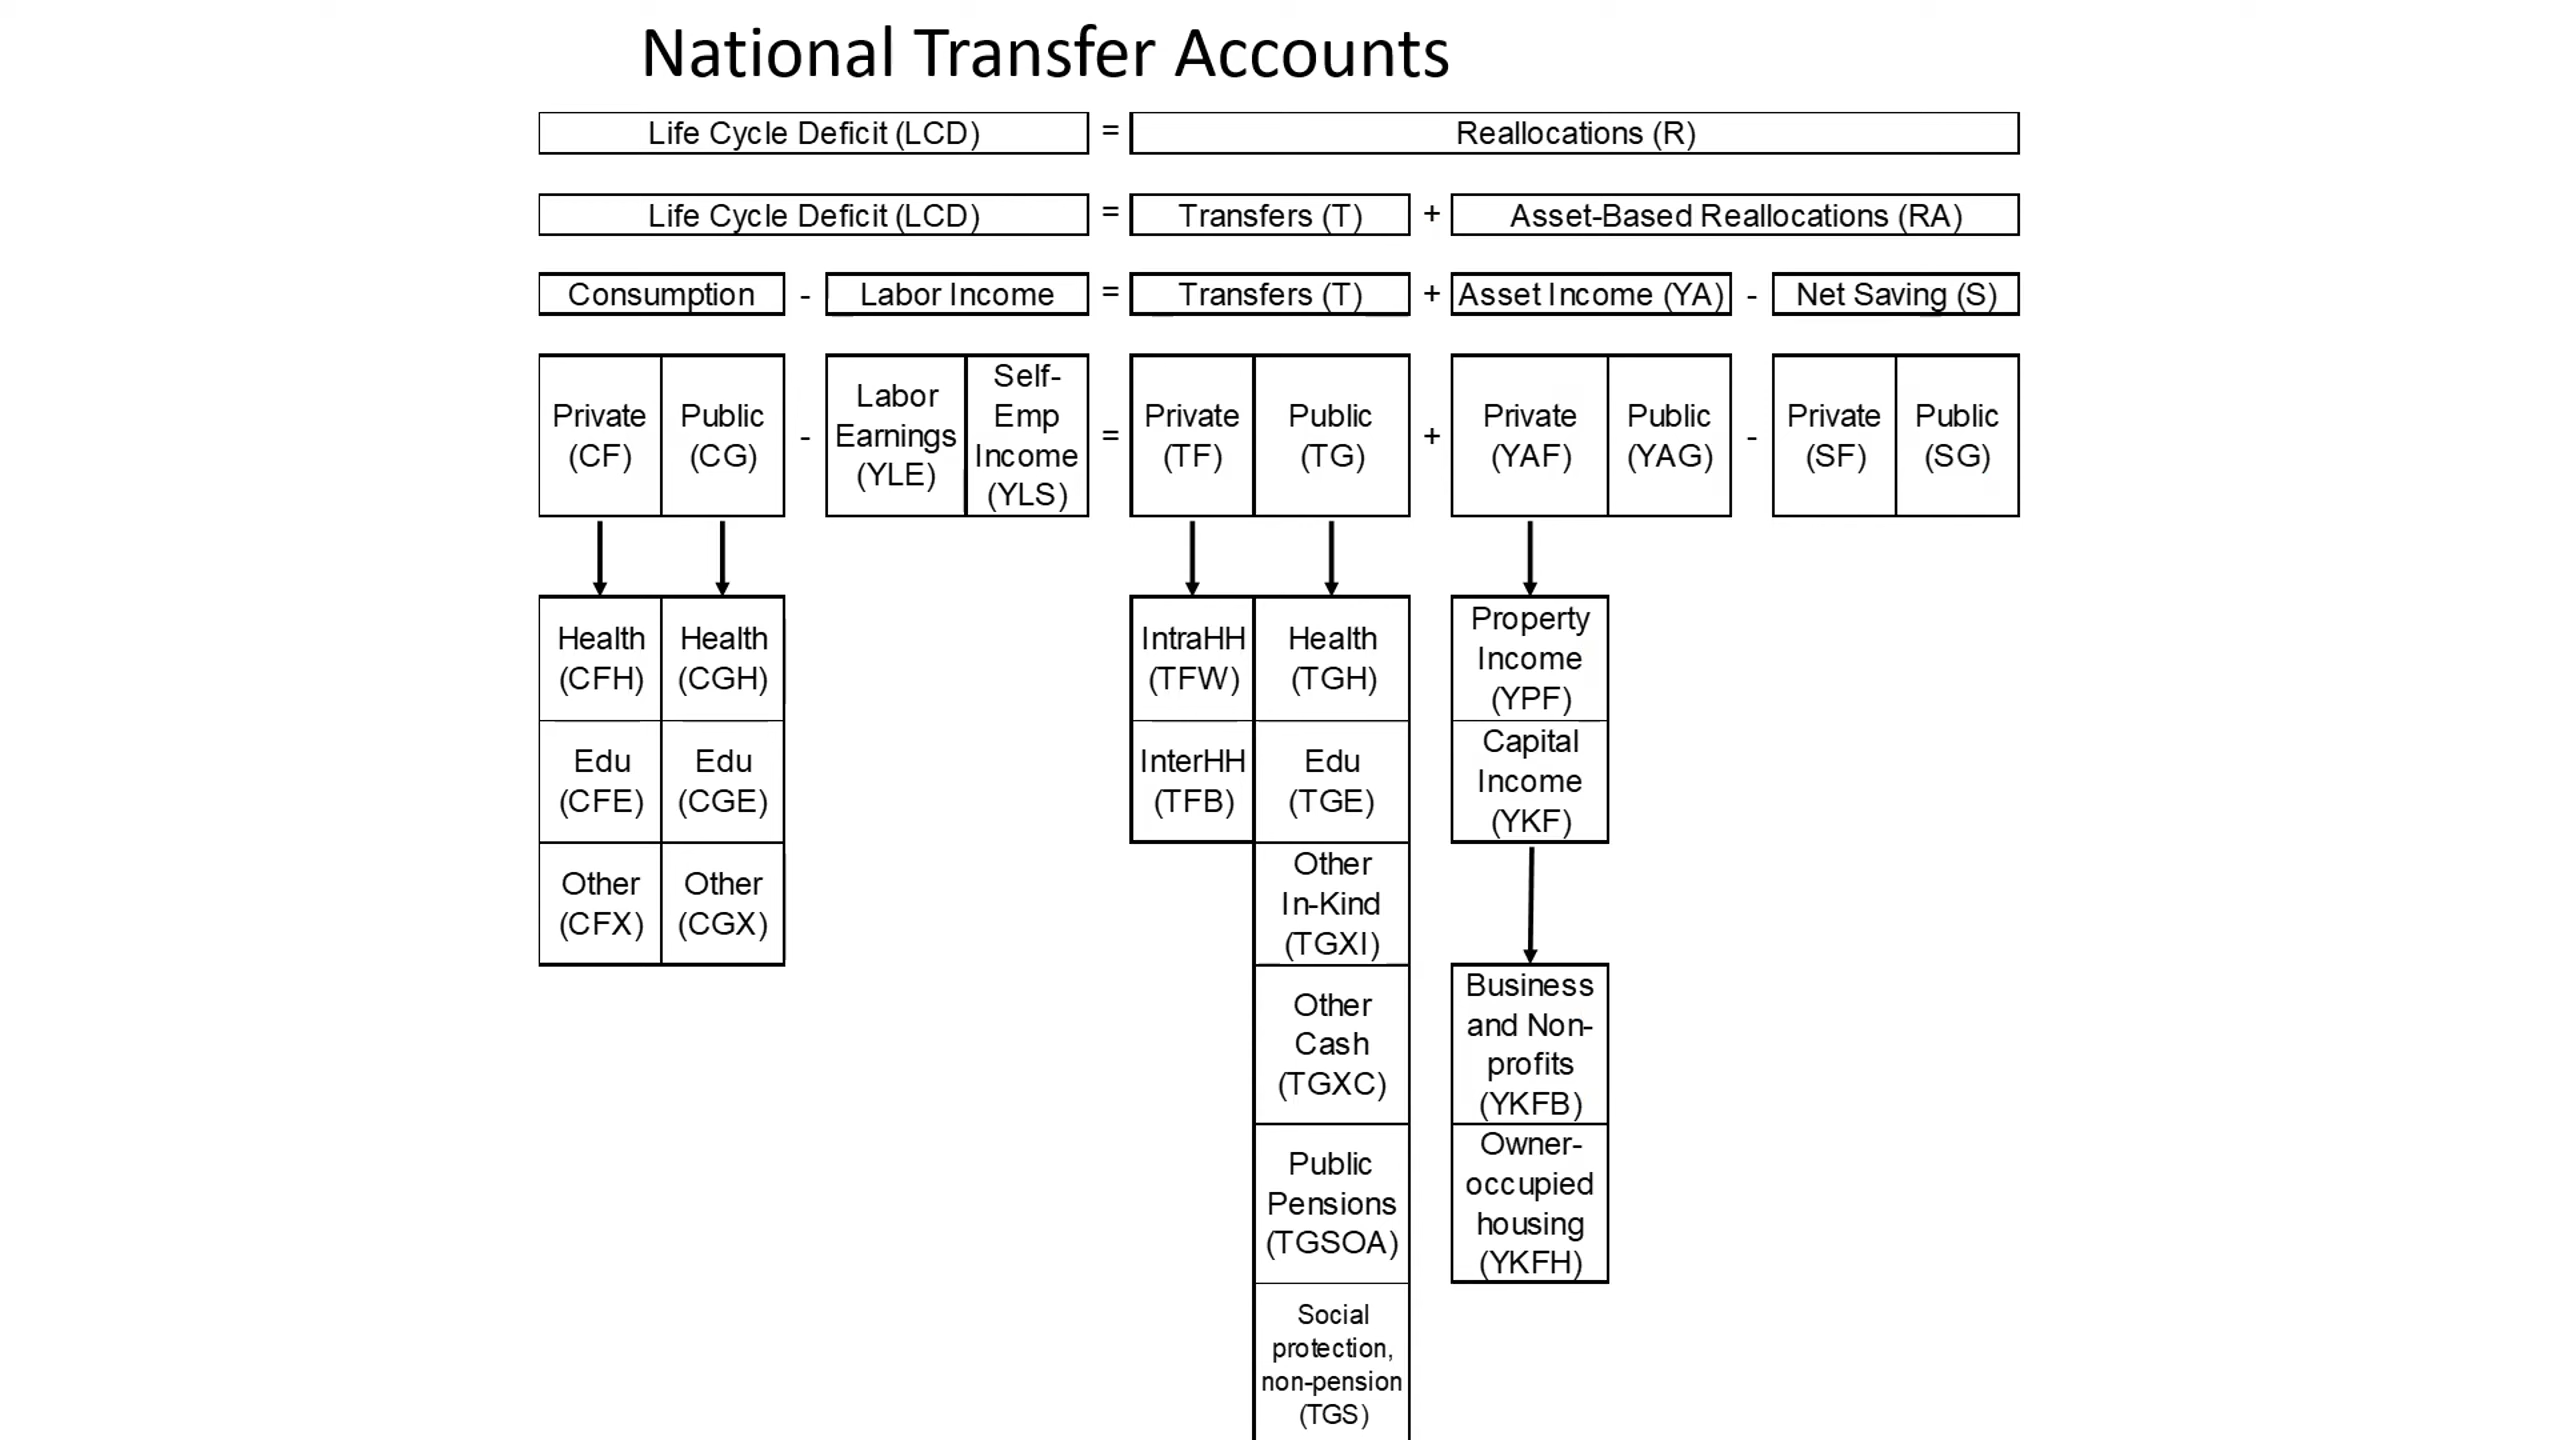 National Transfer Accounts
Life Cycle Deficit (LCD) = Reallocations (R)
Life Cycle Deficit (LCD) = Transfers (T) + Asset-Based Reallocations (RA)
Consumption - Labor Income = Transfers (T) + Asset Income (YA) - Net Saving (S)
Private
(CF)
Public
(CG)
-
Labor
Earnings
(YLE)
Self-
Emp
Income
(YLS)
=
Private
(TF)
Public
(TG)
+
Private
(YAF)
Public
(YAG)
-
Private
(SF)
Public
(SG)
Health
(CFH)
Health
(CGH)
Edu
(CFE)
Edu
(CGE)
Other
(CFX)
Other
(CGX)
IntraHH
(TFW)
InterHH
(TFB)
Health
(TGH)
Edu
(TGE)
Other
In-Kind
(TGXI)
Other
Cash
(TGXC)
Public
Pensions
(TGSOA)
Social
protection,
non-pension
(TGS)
Property
Income
(YPF)
Capital
Income
(YKF)
Business
and Non-
profits
(YKFB)
Owner-
occupied
housing
(YKFH)